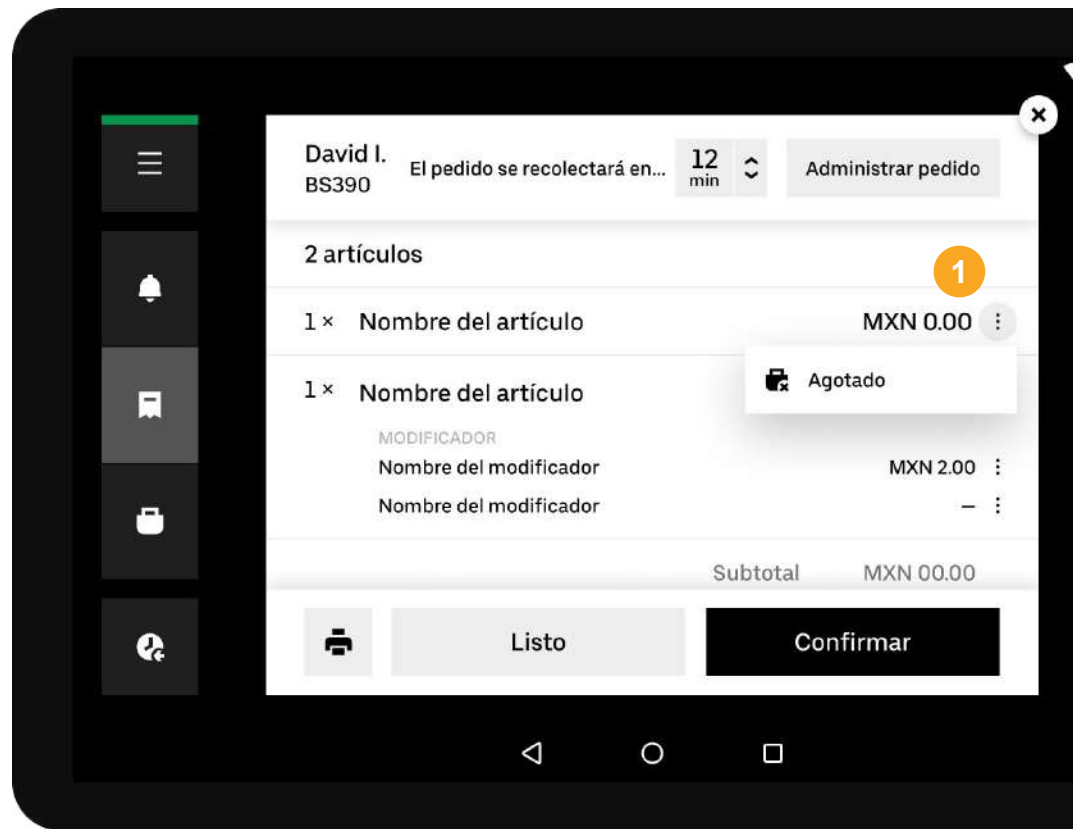 David I.
BS390
El pedido se recolectará en...
12
min
Administrar pedido
2 artículos
1
1 × Nombre del artículo MXN 0.00
Agotado
1 × Nombre del artículo
MODIFICADOR
Nombre del modificador MXN 2.00
Nombre del modificador –
Subtotal MXN 00.00
Listo
Confirmar